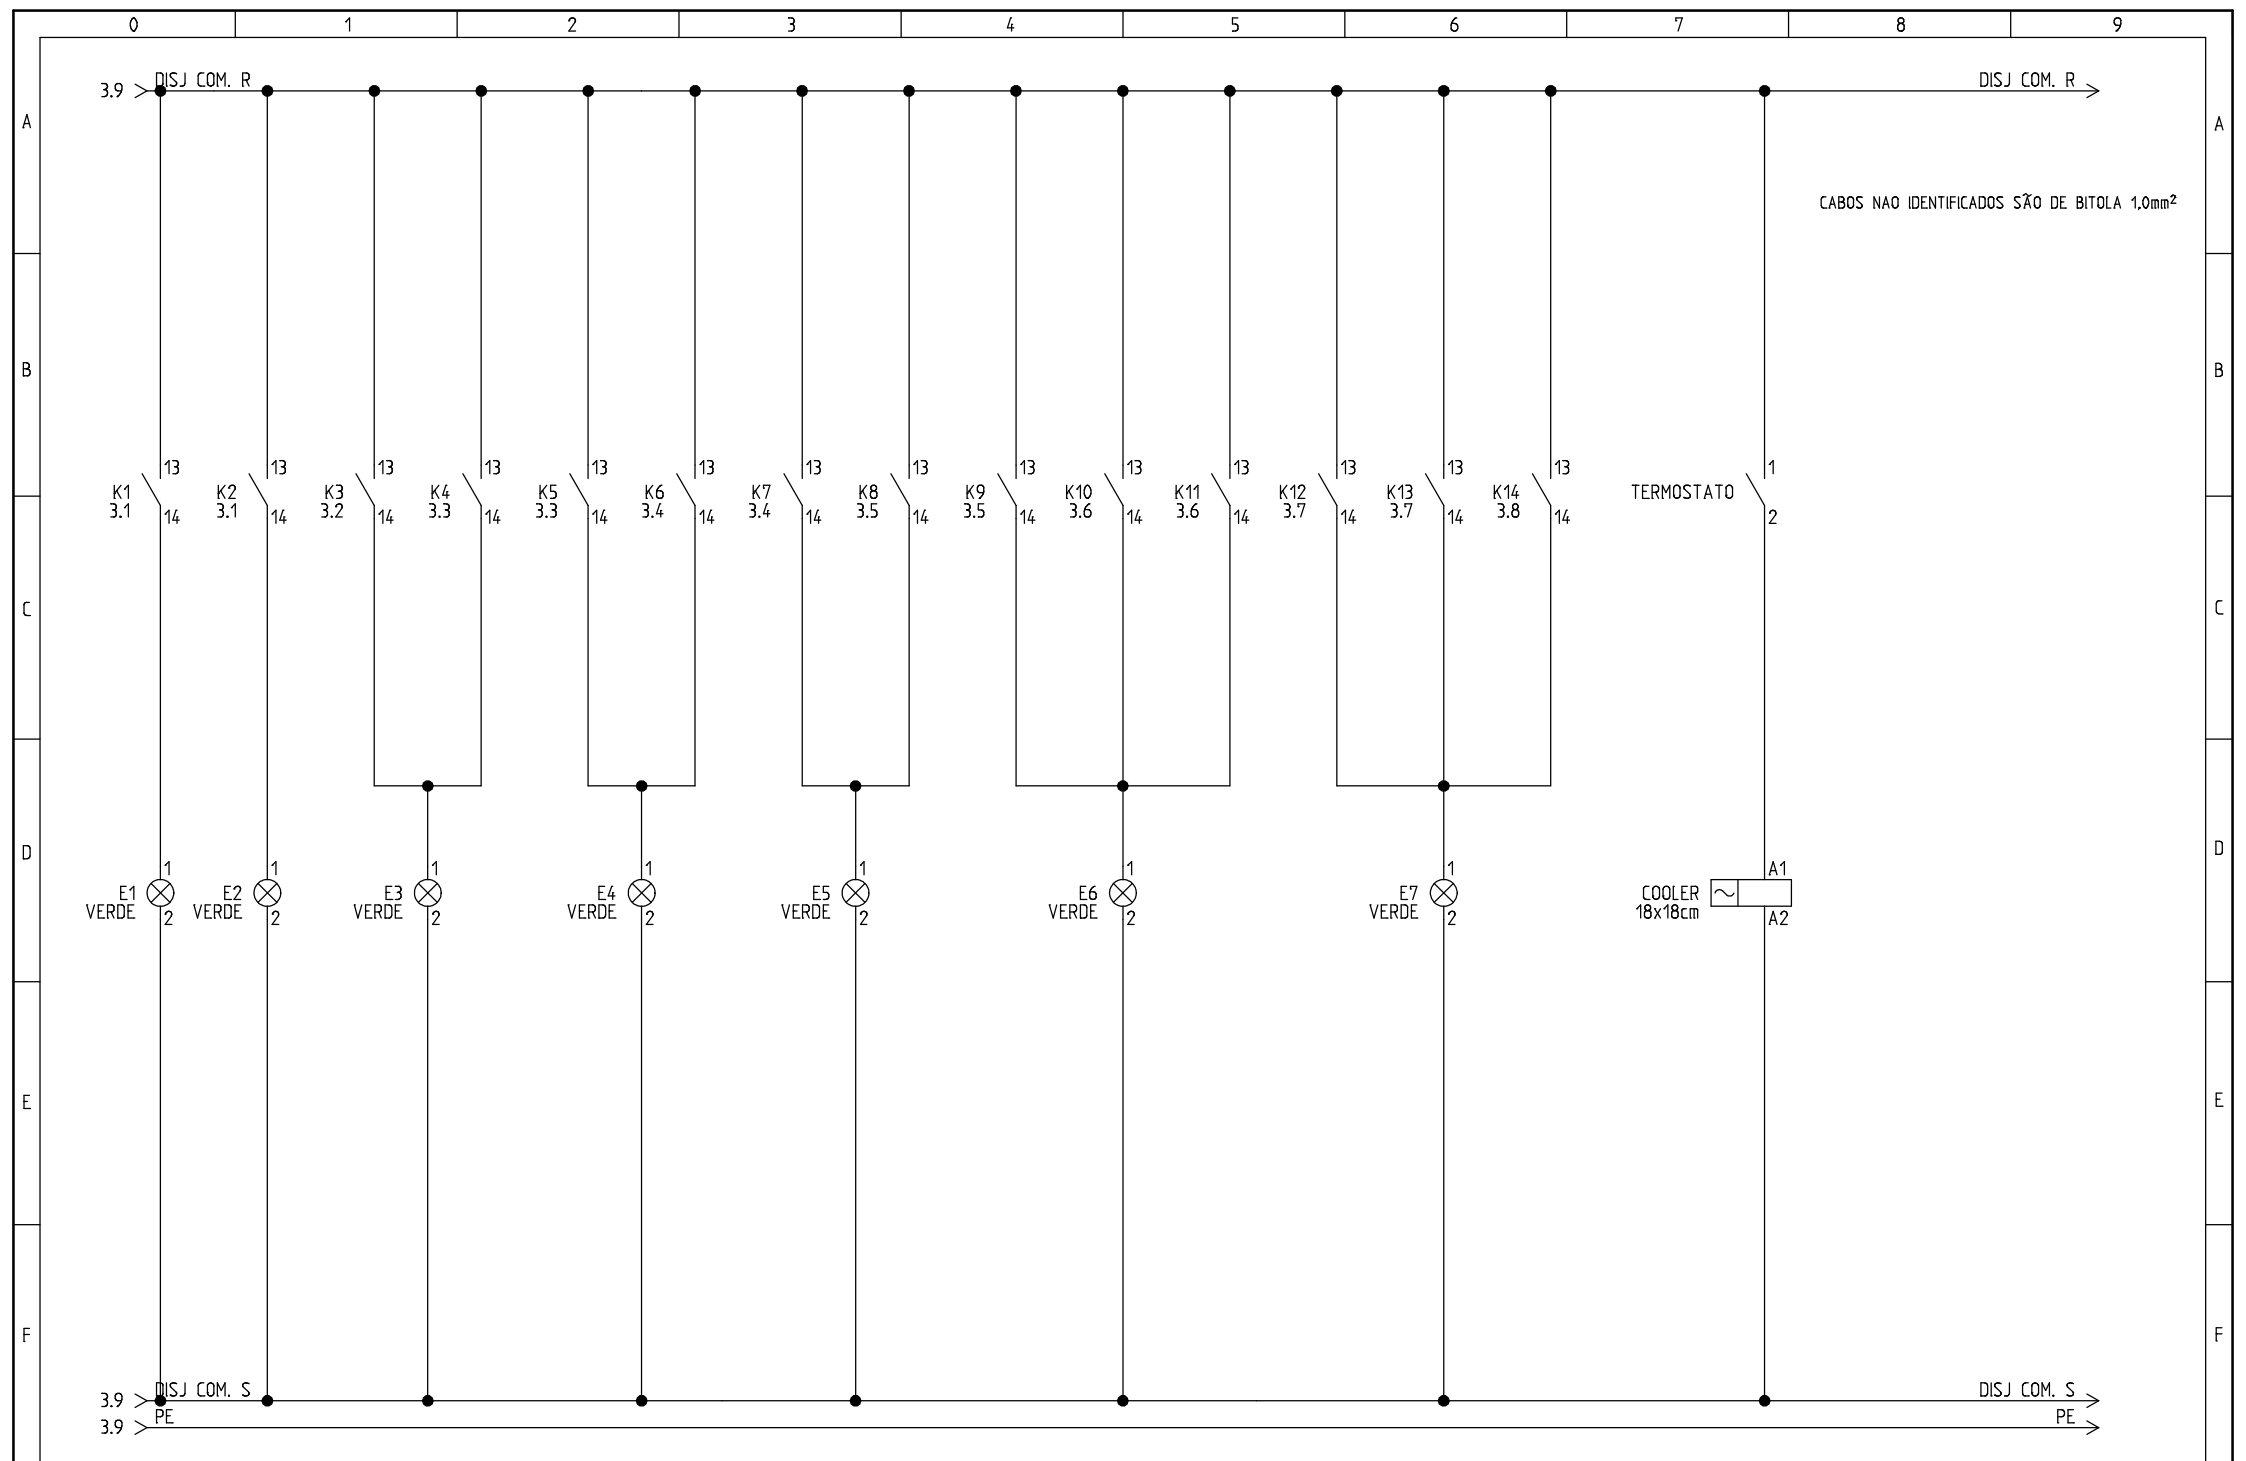 0 1 2 3 4 5 6 7 8 9
DISJ COM. R DISJ COM. R
3.9
A A
CABOS NAO IDENTIFICADOS SÃO DE BITOLA 1,0mm²
B B
13 13 13 13 13 13 13 13 13 13 13 13 13 13 1
K1 K2 K3 K4 K5 K6 K7 K8 K9 K10 K11 K12 K13 K14 TERMOSTATO
3.1 3.1 3.2 3.3 3.3 3.4 3.4 3.5 3.5 3.6 3.6 3.7 3.7 3.8
14 14 14 14 14 14 14 14 14 14 14 14 14 14 2
C C
D D
1 1 1 1 1 1 1 A1
E1 E2 E3 E4 E5 E6 E7 COOLER
VERDE VERDE VERDE VERDE VERDE VERDE VERDE 18x18cm
2 2 2 2 2 2 2 A2
E E
F F
DISJ COM. S DISJ COM. S
3.9
PE PE
3.9